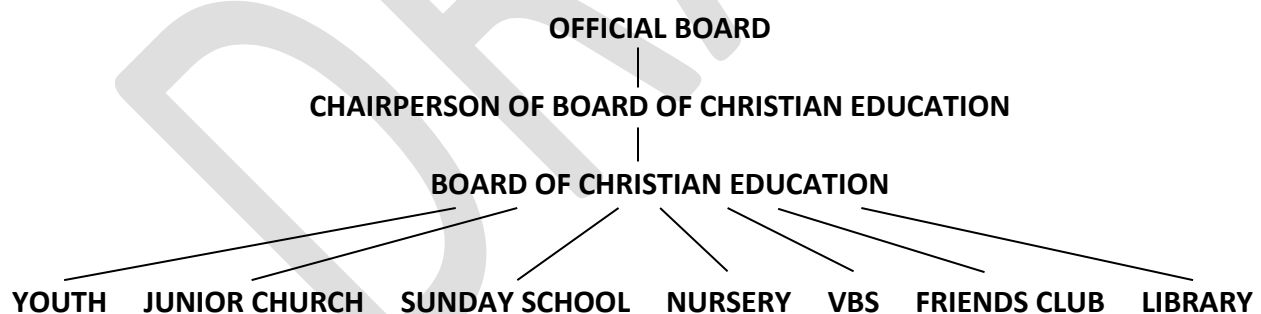 OFFICIAL BOARD
CHAIRPERSON OF BOARD OF CHRISTIAN EDUCATION
BOARD OF CHRISTIAN EDUCATION
YOUTH JUNIOR CHURCH SUNDAY SCHOOL NURSERY VBS FRIENDS CLUB LIBRARY